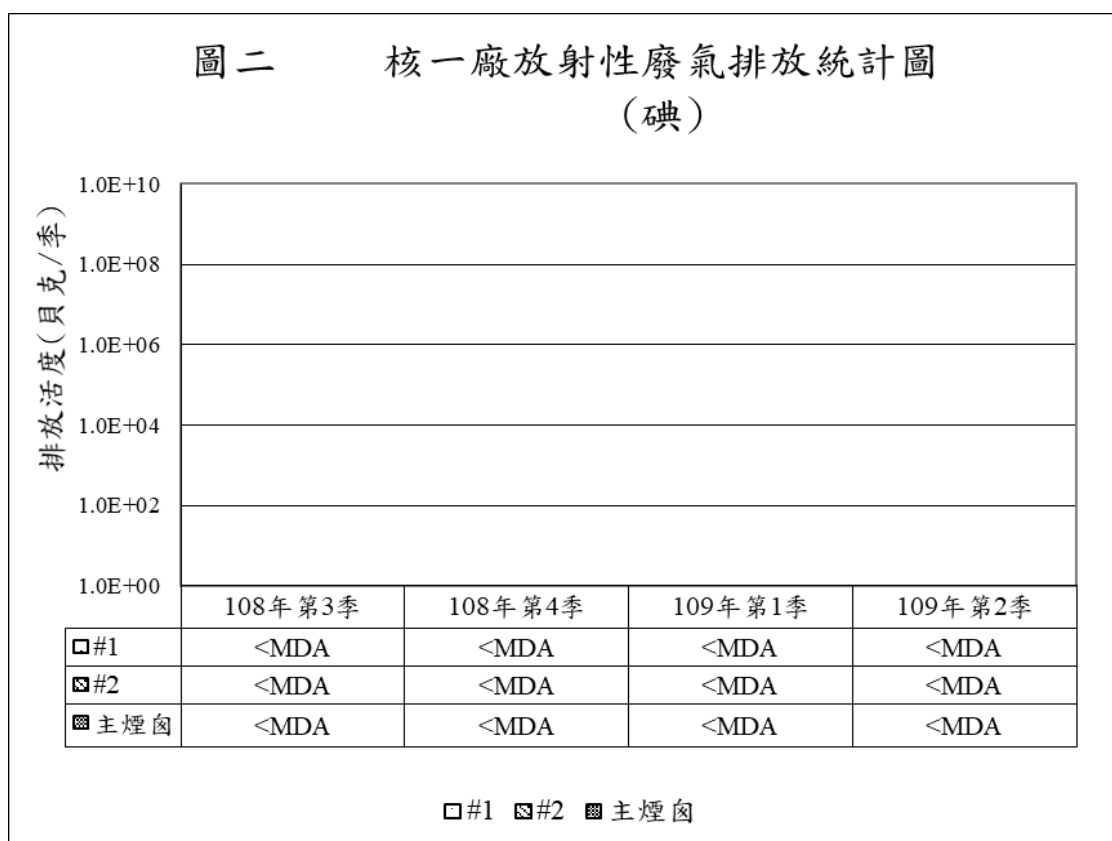 圖二 核一廠放射性廢氣排放統計圖
(碘)
排放活度(貝克/季)
1.0E+10
1.0E+08
1.0E+06
1.0E+04
1.0E+02
1.0E+00
108年第3季 108年第4季 109年第1季 109年第2季
#1 <MDA <MDA <MDA <MDA
#2 <MDA <MDA <MDA <MDA
主煙囪 <MDA <MDA <MDA <MDA
#1 #2 主煙囪